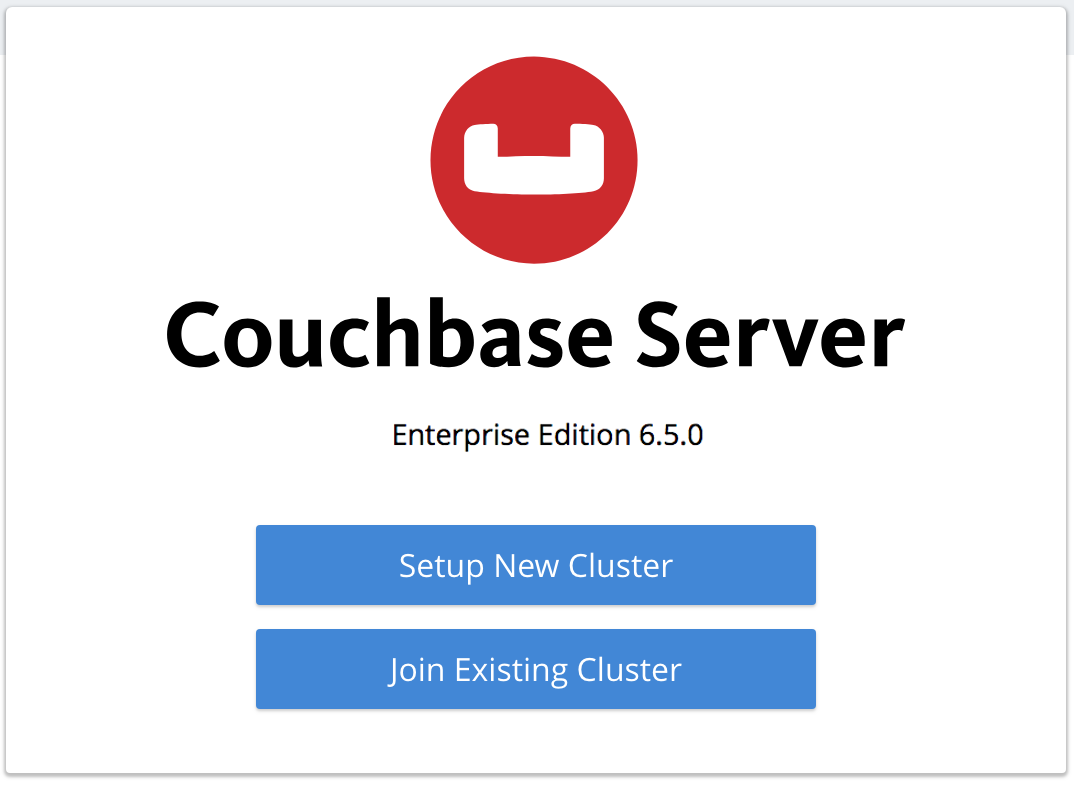 Couchbase Server
Enterprise Edition 6.5.0
Setup New Cluster
Join Existing Cluster